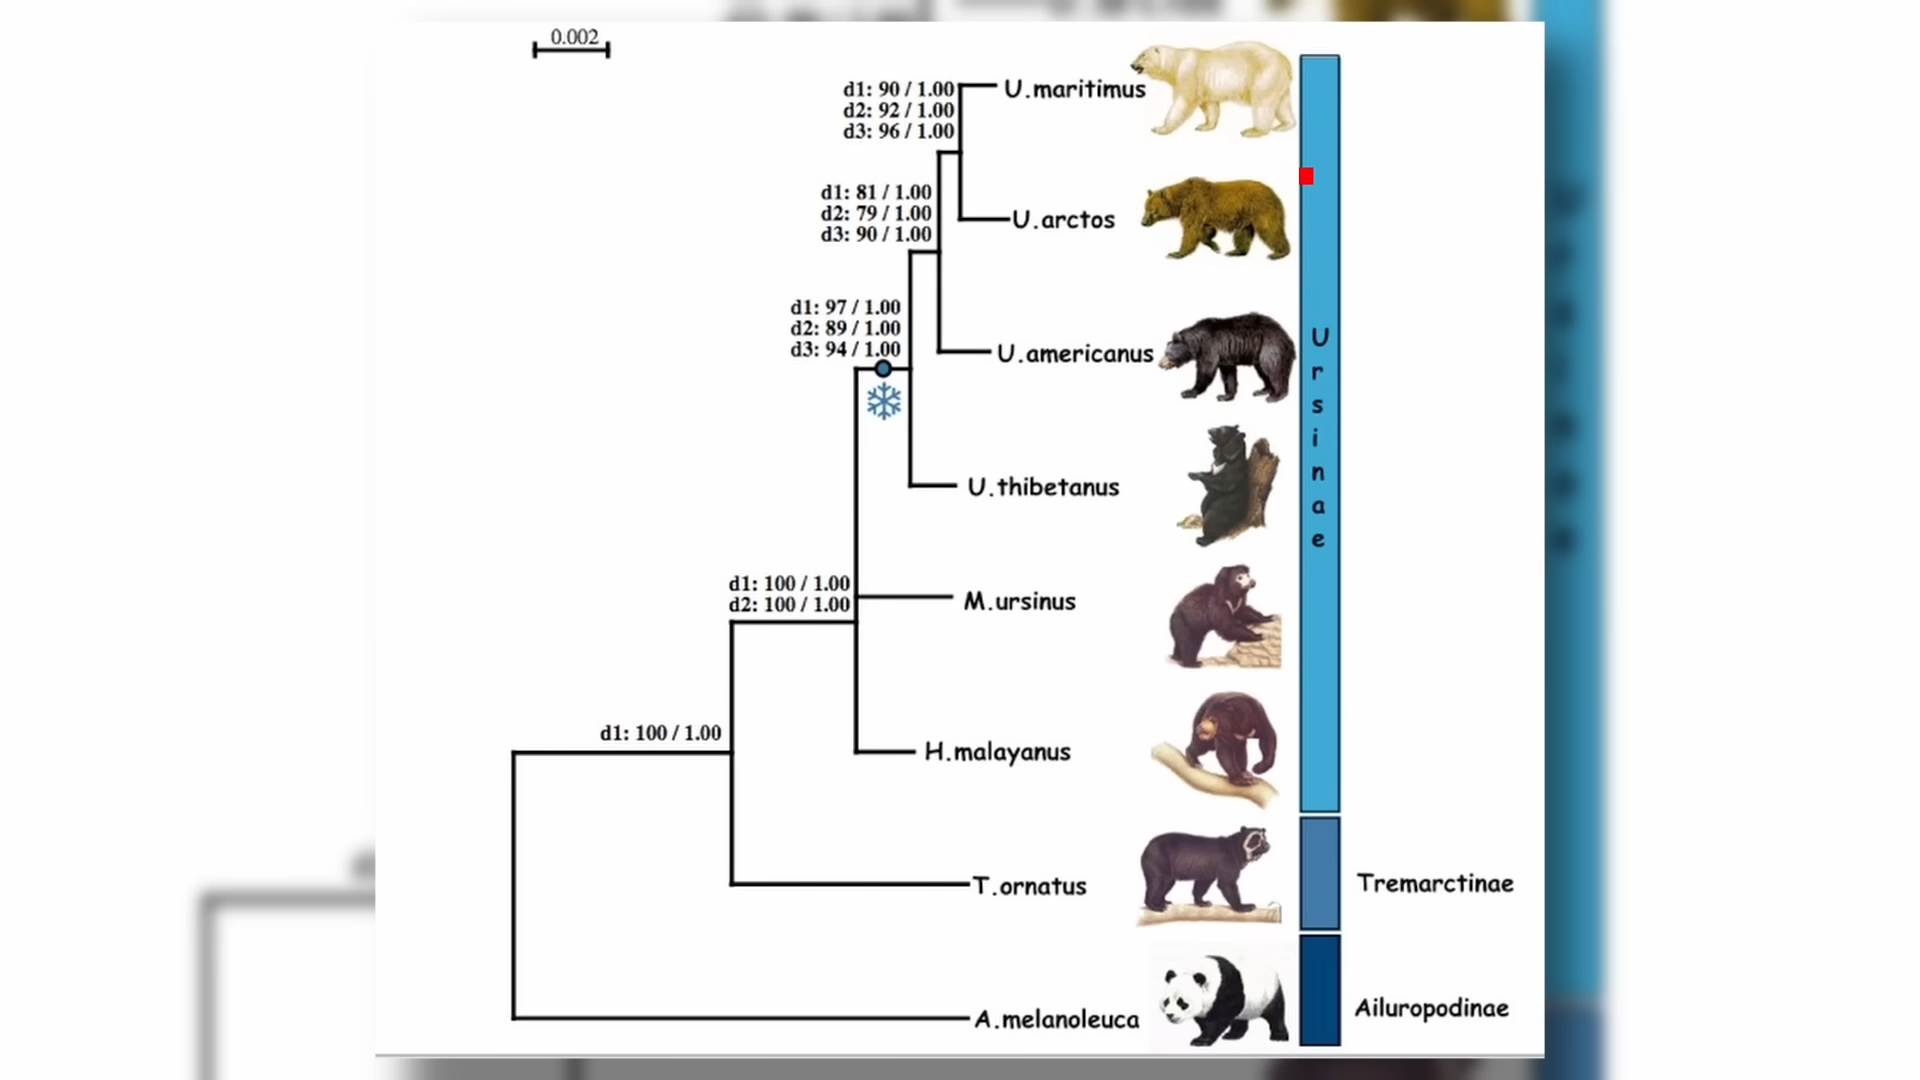 0.002
d1: 90 / 1.00
d2: 92 / 1.00
d3: 96 / 1.00
U.maritimus
d1: 81 / 1.00
d2: 79 / 1.00
d3: 90 / 1.00
U.arctos
d1: 97 / 1.00
d2: 89 / 1.00
d3: 94 / 1.00
U.americanus
Ursinae
U.thibetanus
d1: 100 / 1.00
d2: 100 / 1.00
M.ursinus
d1: 100 / 1.00
H.malayanus
T.ornatus
Tremarctinae
A.melanoleuca
Ailuropodinae